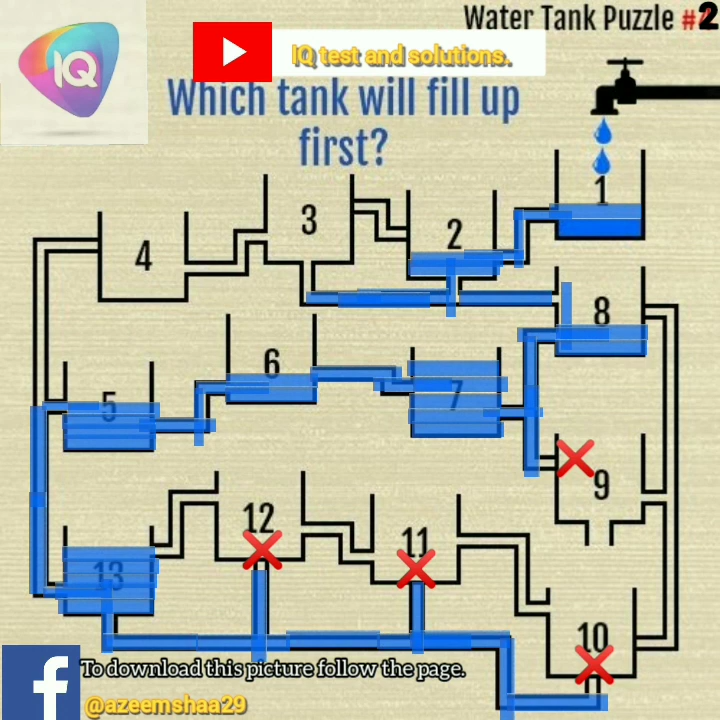 Water Tank Puzzle #2
IQ
IQ test and solutions.
Which tank will fill up
first?
1
3
2
4
8
6
5
7
9
12
11
13
10
f
To download this picture follow the page.
@azeemshaa29